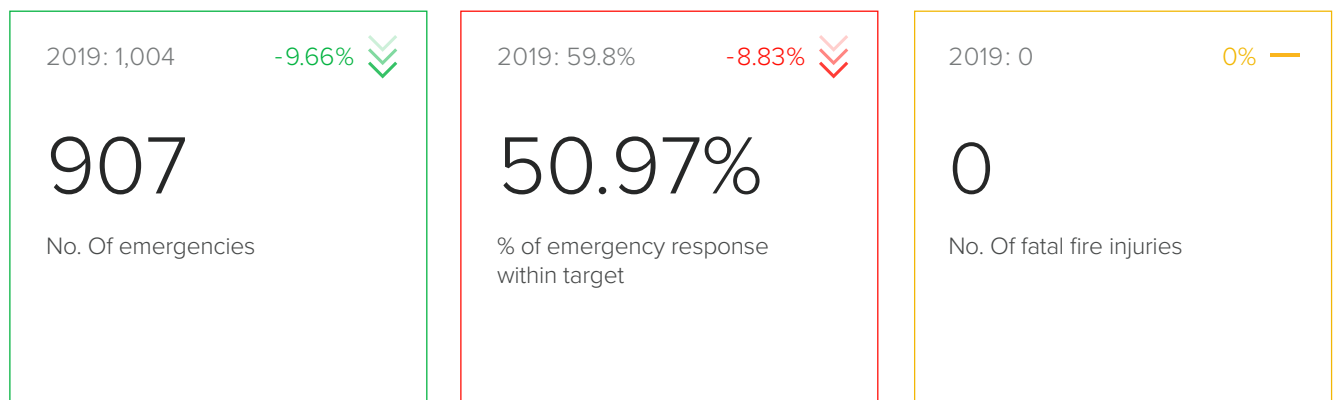 2019: 1,004 -9.66%
907
No. Of emergencies
2019: 59.8% -8.83%
50.97%
% of emergency response
within target
2019: 0 0%
0
No. Of fatal fire injuries